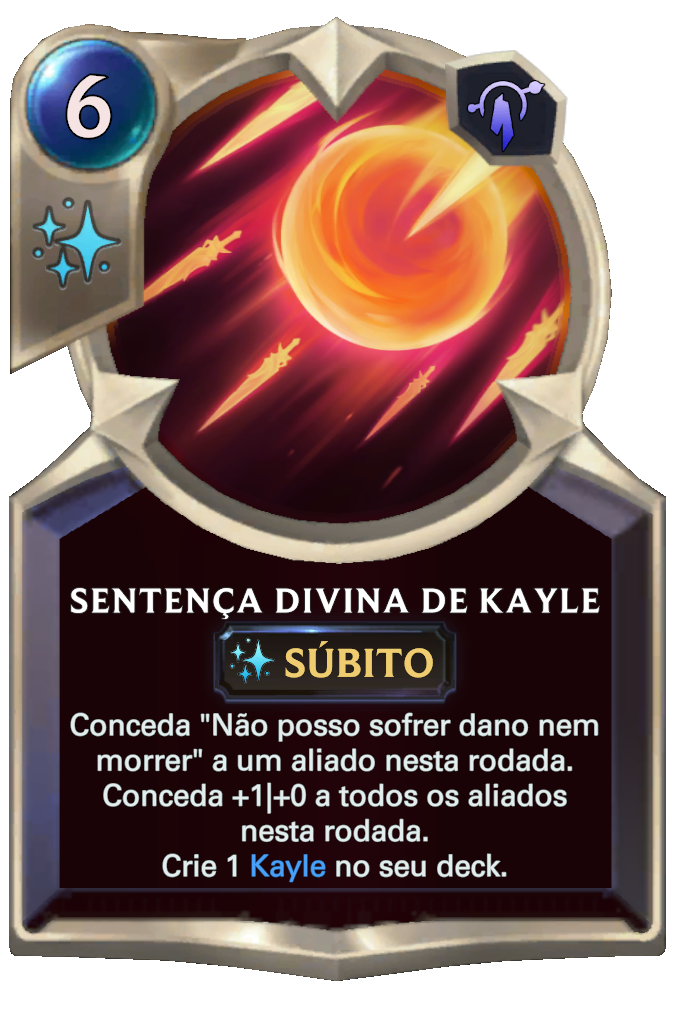 6
SENTENÇA DIVINA DE KAYLE
SÚBITO
Conceda "Não posso sofrer dano nem
morrer" a um aliado nesta rodada.
Conceda +1|+0 a todos os aliados
nesta rodada.
Crie 1 Kayle no seu deck.